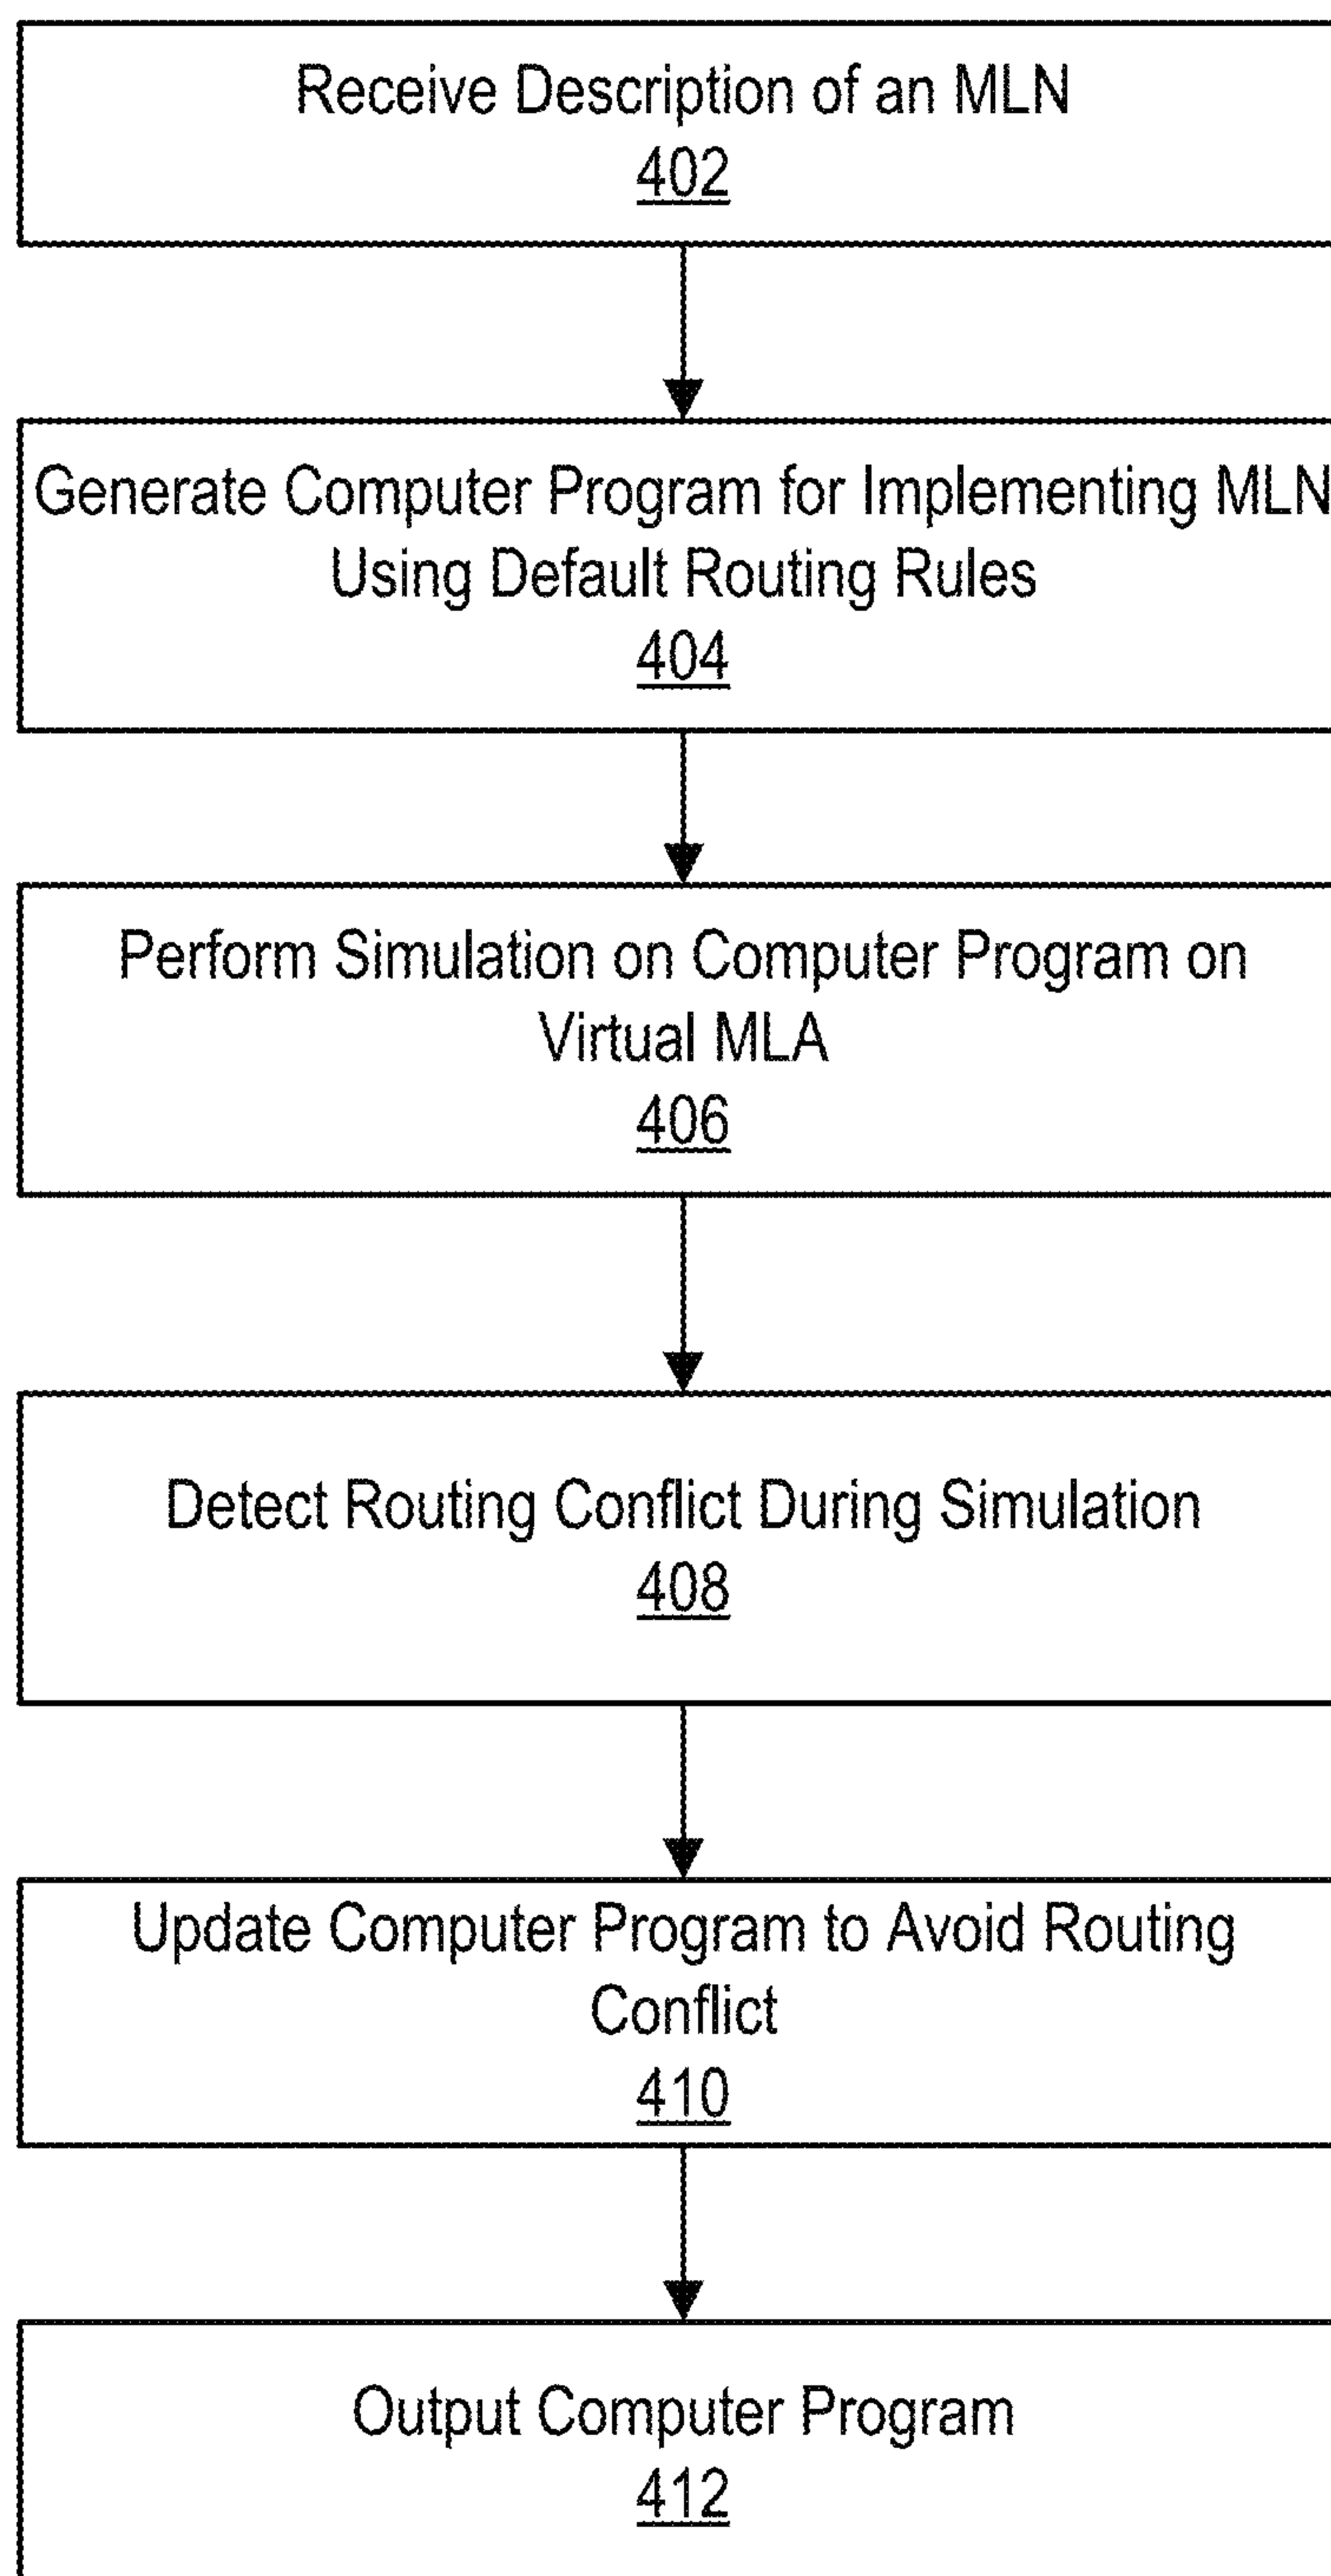 Receive Description of an MLN
402
Generate Computer Program for Implementing MLN
Using Default Routing Rules
404
Perform Simulation on Computer Program on
Virtual MLA
406
Detect Routing Conflict During Simulation
408
Update Computer Program to Avoid Routing
Conflict
410
Output Computer Program
412